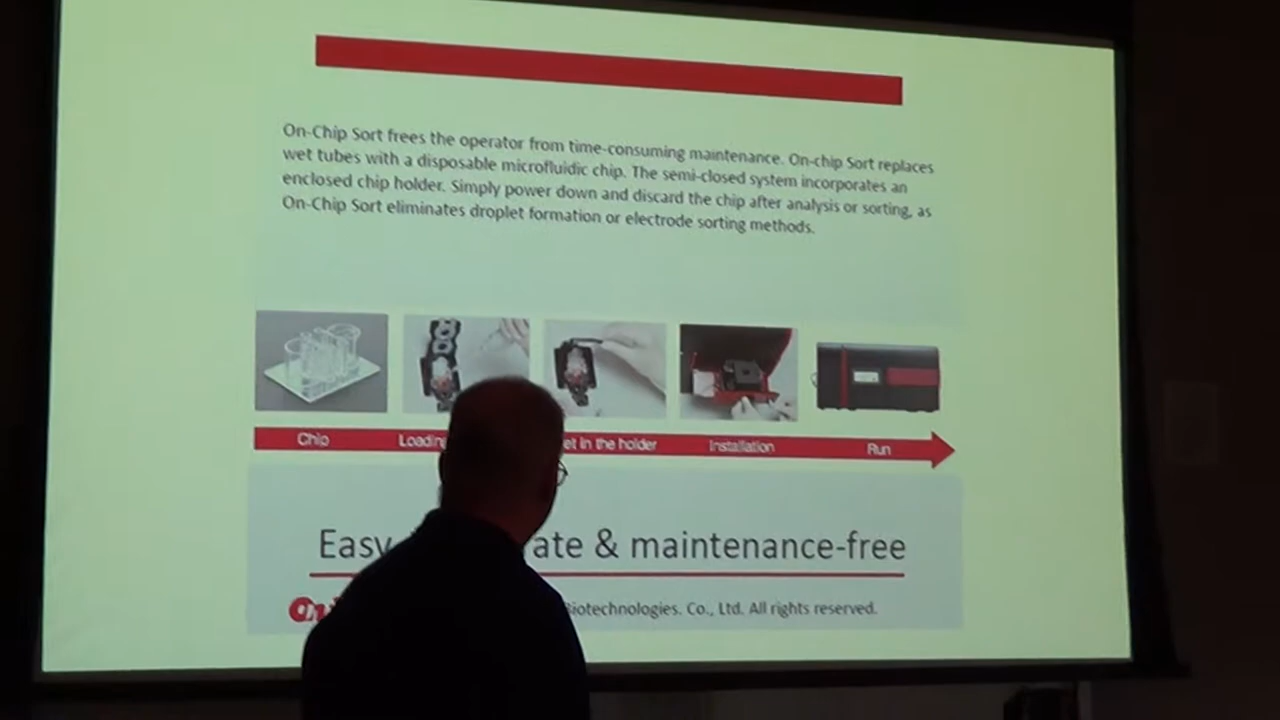 On-Chip Sort frees the operator from time-consuming maintenance. On-chip Sort replaces
wet tubes with a disposable microfluidic chip. The semi-closed system incorporates an
enclosed chip holder. Simply power down and discard the chip after analysis or sorting, as
On-Chip Sort eliminates droplet formation or electrode sorting methods.
Chip Loading in the holder Installation Run
Easy & maintenance-free
Biotechnologies. Co., Ltd. All rights reserved.